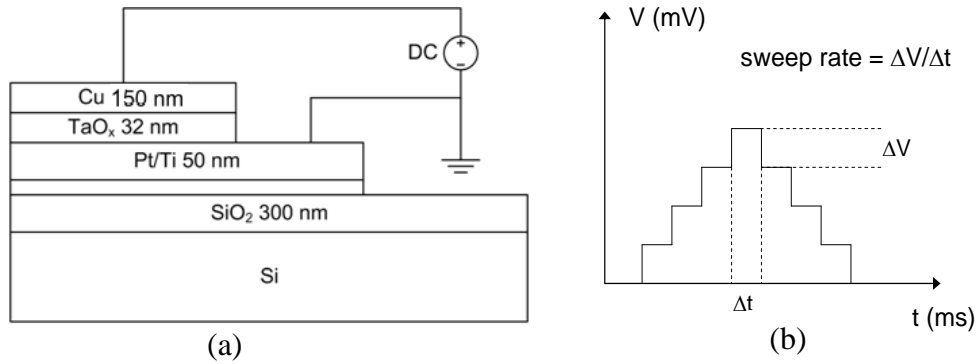 DC
Cu 150 nm
TaOₓ 32 nm
Pt/Ti 50 nm
SiO₂ 300 nm
Si
(a)
V (mV)
sweep rate = ΔV/Δt
ΔV
Δt
t (ms)
(b)